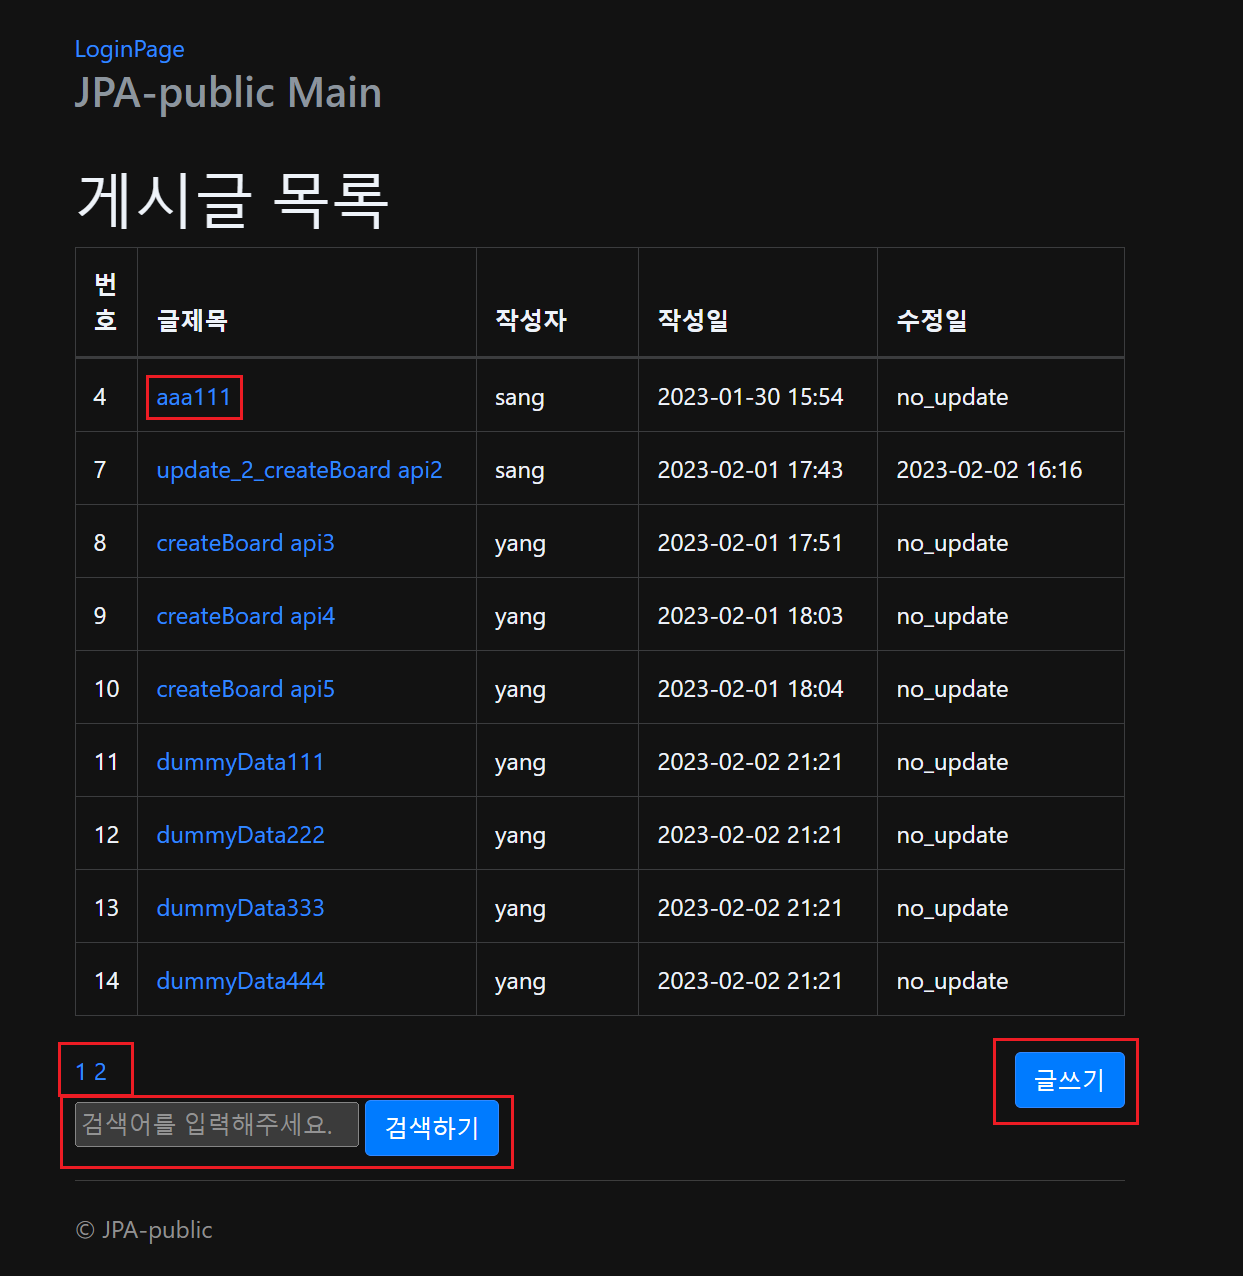 LoginPage
JPA-public Main
게시글 목록
번호 글제목 작성자 작성일 수정일
4 aaa111 sang 2023-01-30 15:54 no_update
7 update_2_createBoard api2 sang 2023-02-01 17:43 2023-02-02 16:16
8 createBoard api3 yang 2023-02-01 17:51 no_update
9 createBoard api4 yang 2023-02-01 18:03 no_update
10 createBoard api5 yang 2023-02-01 18:04 no_update
11 dummyData111 yang 2023-02-02 21:21 no_update
12 dummyData222 yang 2023-02-02 21:21 no_update
13 dummyData333 yang 2023-02-02 21:21 no_update
14 dummyData444 yang 2023-02-02 21:21 no_update
1 2 글쓰기
검색어를 입력해주세요. 검색하기
© JPA-public